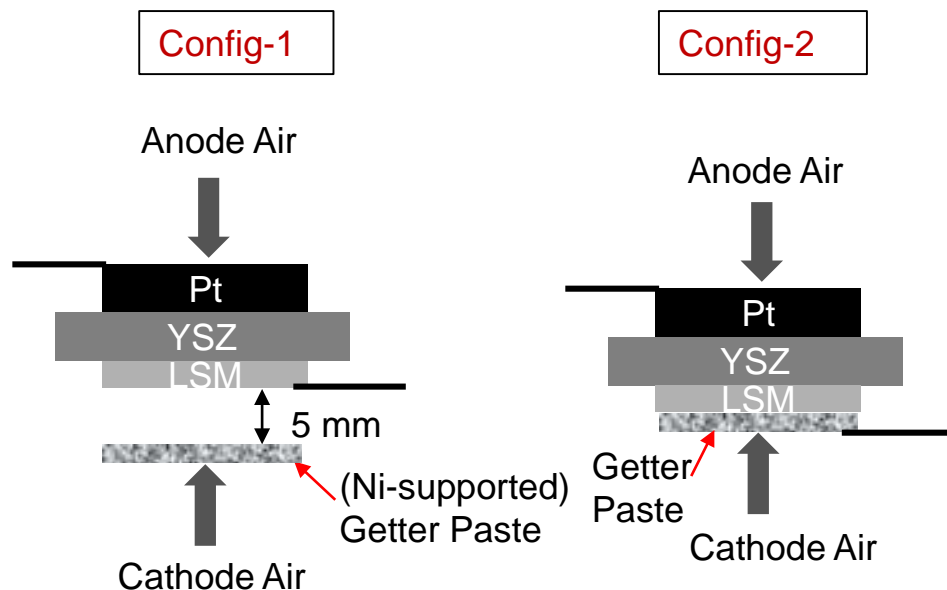 Config-1
Anode Air
Pt
YSZ
LSM
5 mm
(Ni-supported)
Getter Paste
Cathode Air
Config-2
Anode Air
Pt
YSZ
LSM
Getter
Paste
Cathode Air